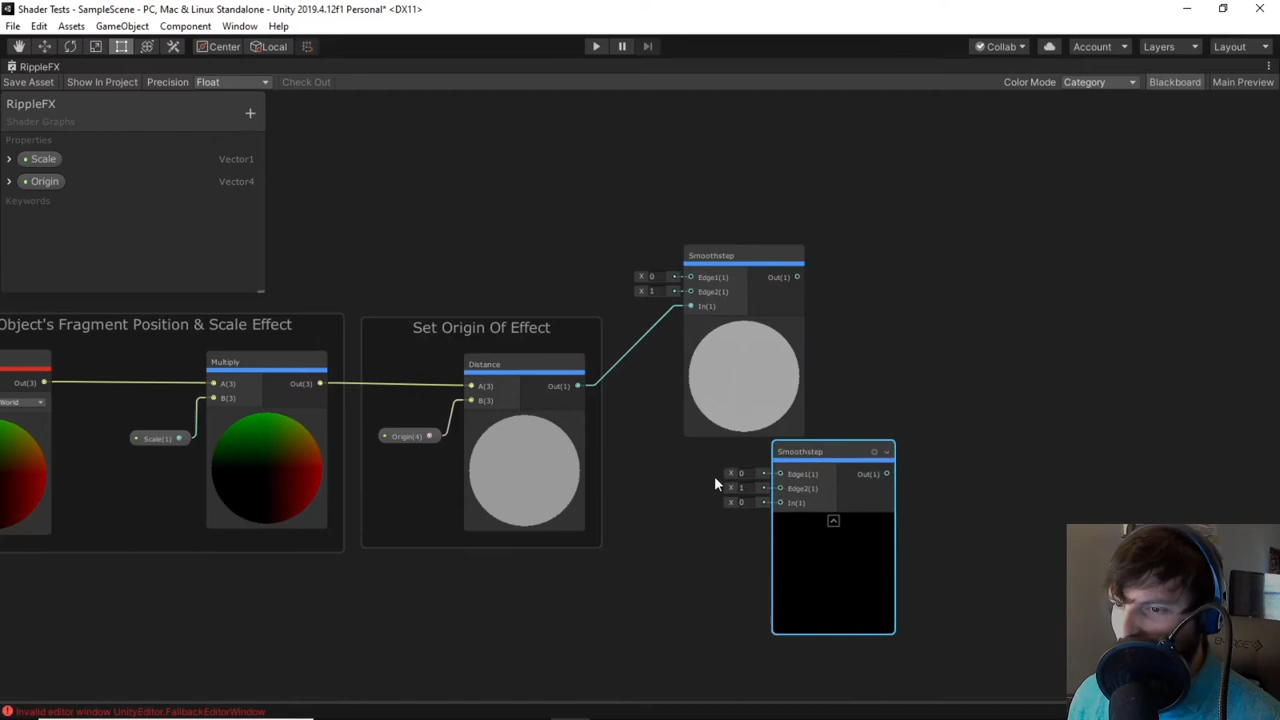 Shader Tests - SampleScene - PC, Mac & Linux Standalone - Unity 2019.4.12f1 Personal* <DX11>
File Edit Assets GameObject Component Window Help
Center Local Collab Account Layers Layout
RippleFX
Save Asset Show In Project Precision Float Check Out Color Mode Category Blackboard Main Preview
RippleFX
Shader Graphs
Properties
Scale Vector1
Origin Vector4
Keywords
Smoothstep
X 0 Edge1(1) Out(1)
X 1 Edge2(1)
In(1)
Object's Fragment Position & Scale Effect
Set Origin Of Effect
Out(3)
World
Multiply
A(3) Out(3)
B(3)
Scale(1)
Distance
A(3) Out(1)
B(3)
Origin(4)
Smoothstep
X 0 Edge1(1) Out(1)
X 1 Edge2(1)
X 0 In(1)
Invalid editor window UnityEditor.FallbackEditorWindow